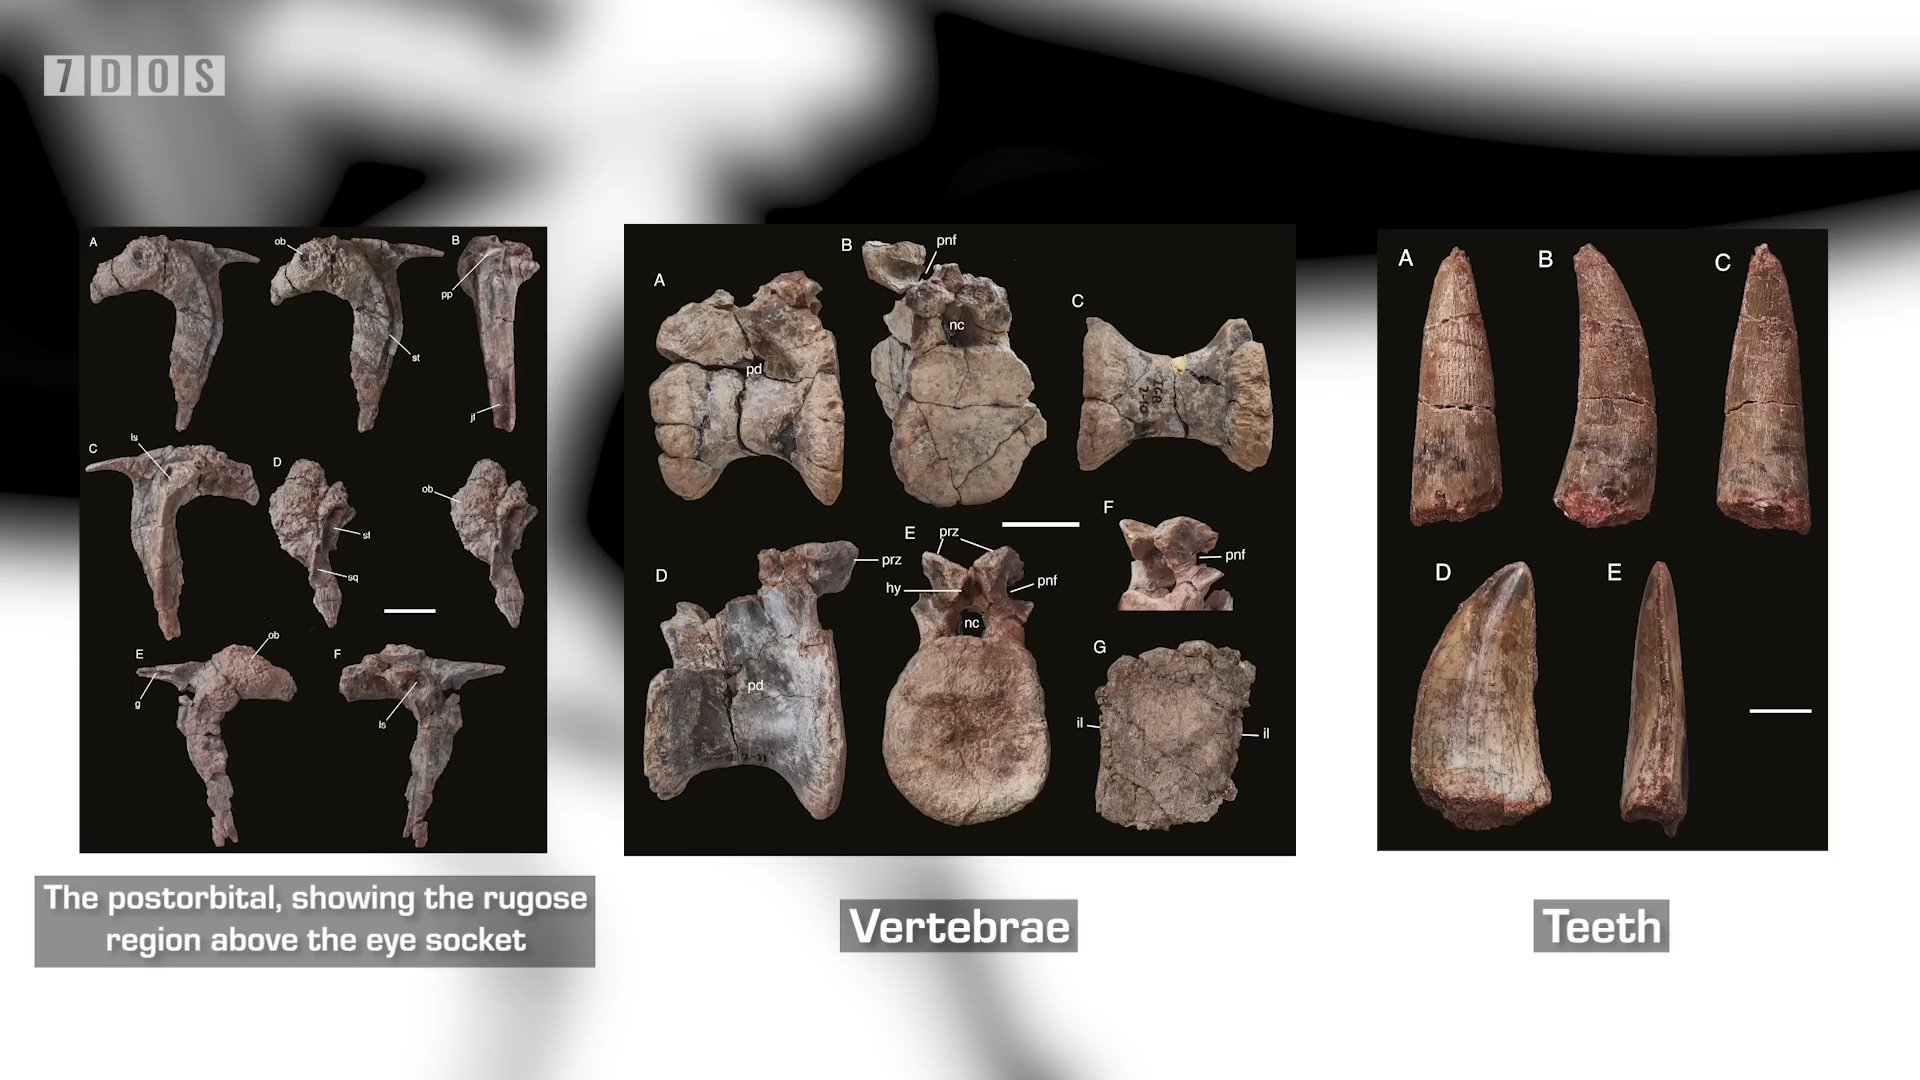 7DOS
A
ob
B
pp
st
jf
C
ls
D
ob
sf
sq
E
ob
F
g
ls
B
pnf
A
nc
C
pd
F
E
prz
pnf
D
prz
hy
pnf
nc
G
pd
il
il
A
B
C
D
E
The postorbital, showing the rugose
region above the eye socket
Vertebrae
Teeth